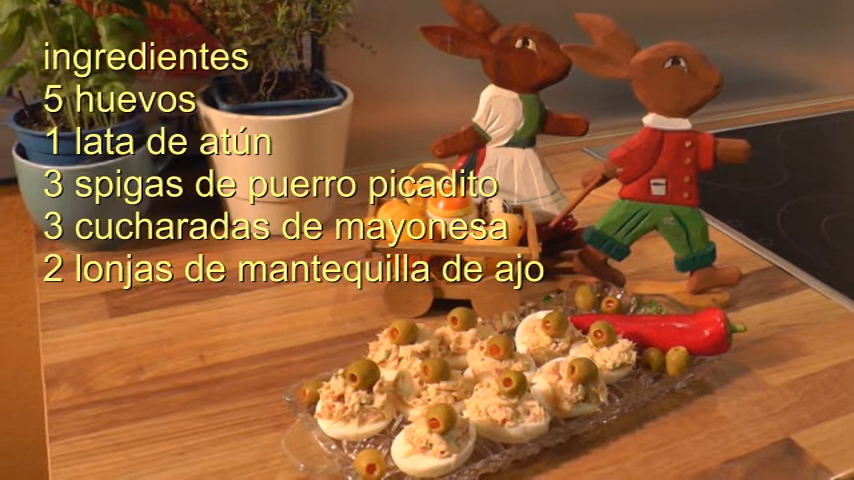 ingredientes
5 huevos
1 lata de atún
3 spigas de puerro picadito
3 cucharadas de mayonesa
2 lonjas de mantequilla de ajo